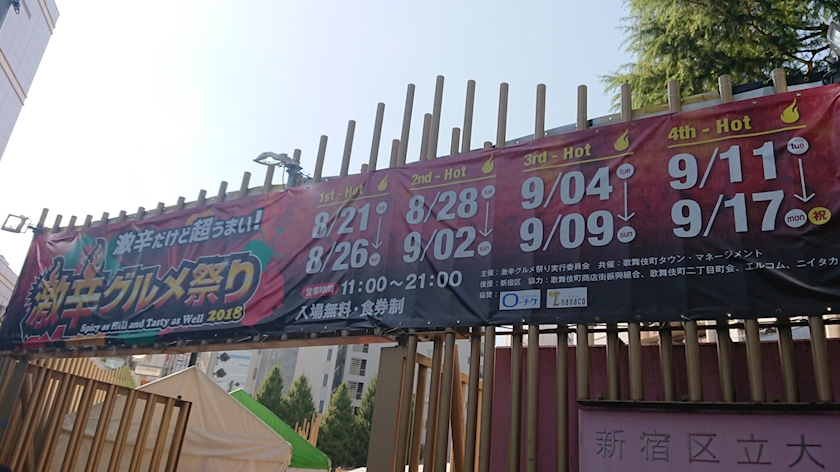 激辛だけど超うまい!
激辛グルメ祭り
2018
Spicy as Hell and Tasty as Well
1st - Hot
8/21 tue
8/26 sun
2nd - Hot
8/28 tue
9/02 sun
3rd - Hot
9/04 tue
9/09 sun
4th - Hot
9/11 tue
9/17 mon 祝
営業時間 11:00〜21:00
入場無料・食券制
主催:激辛グルメ祭り実行委員会 共催:歌舞伎町タウン・マネージメント
後援:新宿区 協力:歌舞伎町商店街振興組合、歌舞伎町二丁目町会、エルコム、ニイタカ
協賛: ローチケ nanaco
新宿区立大